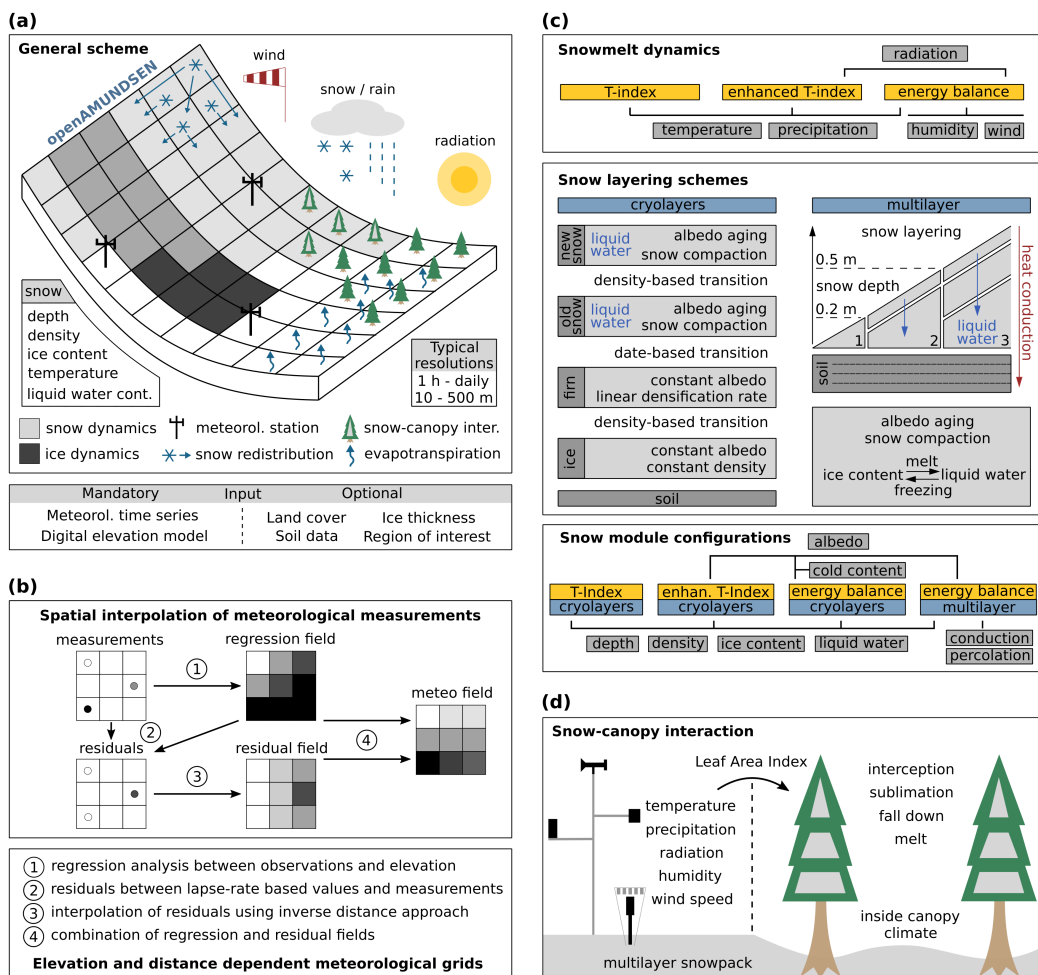 (a)
General scheme
openAMUNDSEN
wind
snow / rain
radiation
snow
depth
density
ice content
temperature
liquid water cont.
Typical
resolutions
1 h - daily
10 - 500 m
snow dynamics
meteorol. station
snow-canopy inter.
ice dynamics
snow redistribution
evapotranspiration
Mandatory Input Optional
Meteorol. time series
Digital elevation model
Land cover
Ice thickness
Soil data
Region of interest
(b)
Spatial interpolation of meteorological measurements
measurements
regression field
1
meteo field
2
residuals
residual field
4
3
1 regression analysis between observations and elevation
2 residuals between lapse-rate based values and measurements
3 interpolation of residuals using inverse distance approach
4 combination of regression and residual fields
Elevation and distance dependent meteorological grids
(c)
Snowmelt dynamics
radiation
T-index
enhanced T-index
energy balance
temperature
precipitation
humidity
wind
Snow layering schemes
cryolayers
new
snow
liquid
water
albedo aging
snow compaction
density-based transition
old
snow
liquid
water
albedo aging
snow compaction
date-based transition
firn
constant albedo
linear densification rate
density-based transition
ice
constant albedo
constant density
soil
multilayer
snow layering
0.5 m
snow depth
0.2 m
1
2
liquid
water
3
heat conduction
soil
albedo aging
snow compaction
melt
ice content
liquid water
freezing
Snow module configurations
albedo
cold content
T-Index
cryolayers
enhan. T-Index
cryolayers
energy balance
cryolayers
energy balance
multilayer
depth
density
ice content
liquid water
conduction
percolation
(d)
Snow-canopy interaction
Leaf Area Index
temperature
precipitation
radiation
humidity
wind speed
interception
sublimation
fall down
melt
inside canopy
climate
multilayer snowpack